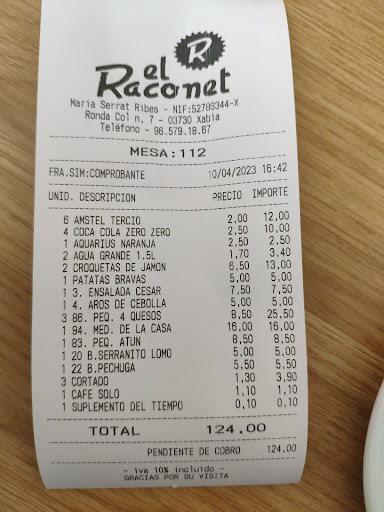 R
el
Raconet
Maria Serrat Ribes - NIF:52786344-X
Ronda Col n, 7 - 03730 Xabia
Teléfono - 96.579.18.67
MESA:112
FRA.SIM:COMPROBANTE 10/04/2023 16:42
UNID. DESCRIPCION PRECIO IMPORTE
6 AMSTEL TERCIO 2,00 12,00
4 COCA COLA ZERO ZERO 2,50 10,00
1 AQUARIUS NARANJA 2,50 2,50
2 AGUA GRANDE 1.5L 1,70 3,40
2 CROQUETAS DE JAMON 6,50 13,00
1 PATATAS BRAVAS 5,00 5,00
1 3. ENSALADA CESAR 7,50 7,50
1 4. AROS DE CEBOLLA 5,00 5,00
3 86. PEQ. 4 QUESOS 8,50 25,50
1 94. MED. DE LA CASA 16,00 16,00
1 83. PEQ. ATUN 8,50 8,50
1 20 B.SERRANITO LOMO 5,00 5,00
1 22 B.PECHUGA 5,50 5,50
3 CORTADO 1,30 3,90
1 CAFE SOLO 1,10 1,10
1 SUPLEMENTO DEL TIEMPO 0,10 0,10
TOTAL 124,00
PENDIENTE DE COBRO 124,00
- iva 10% incluido -
GRACIAS POR SU VISITA